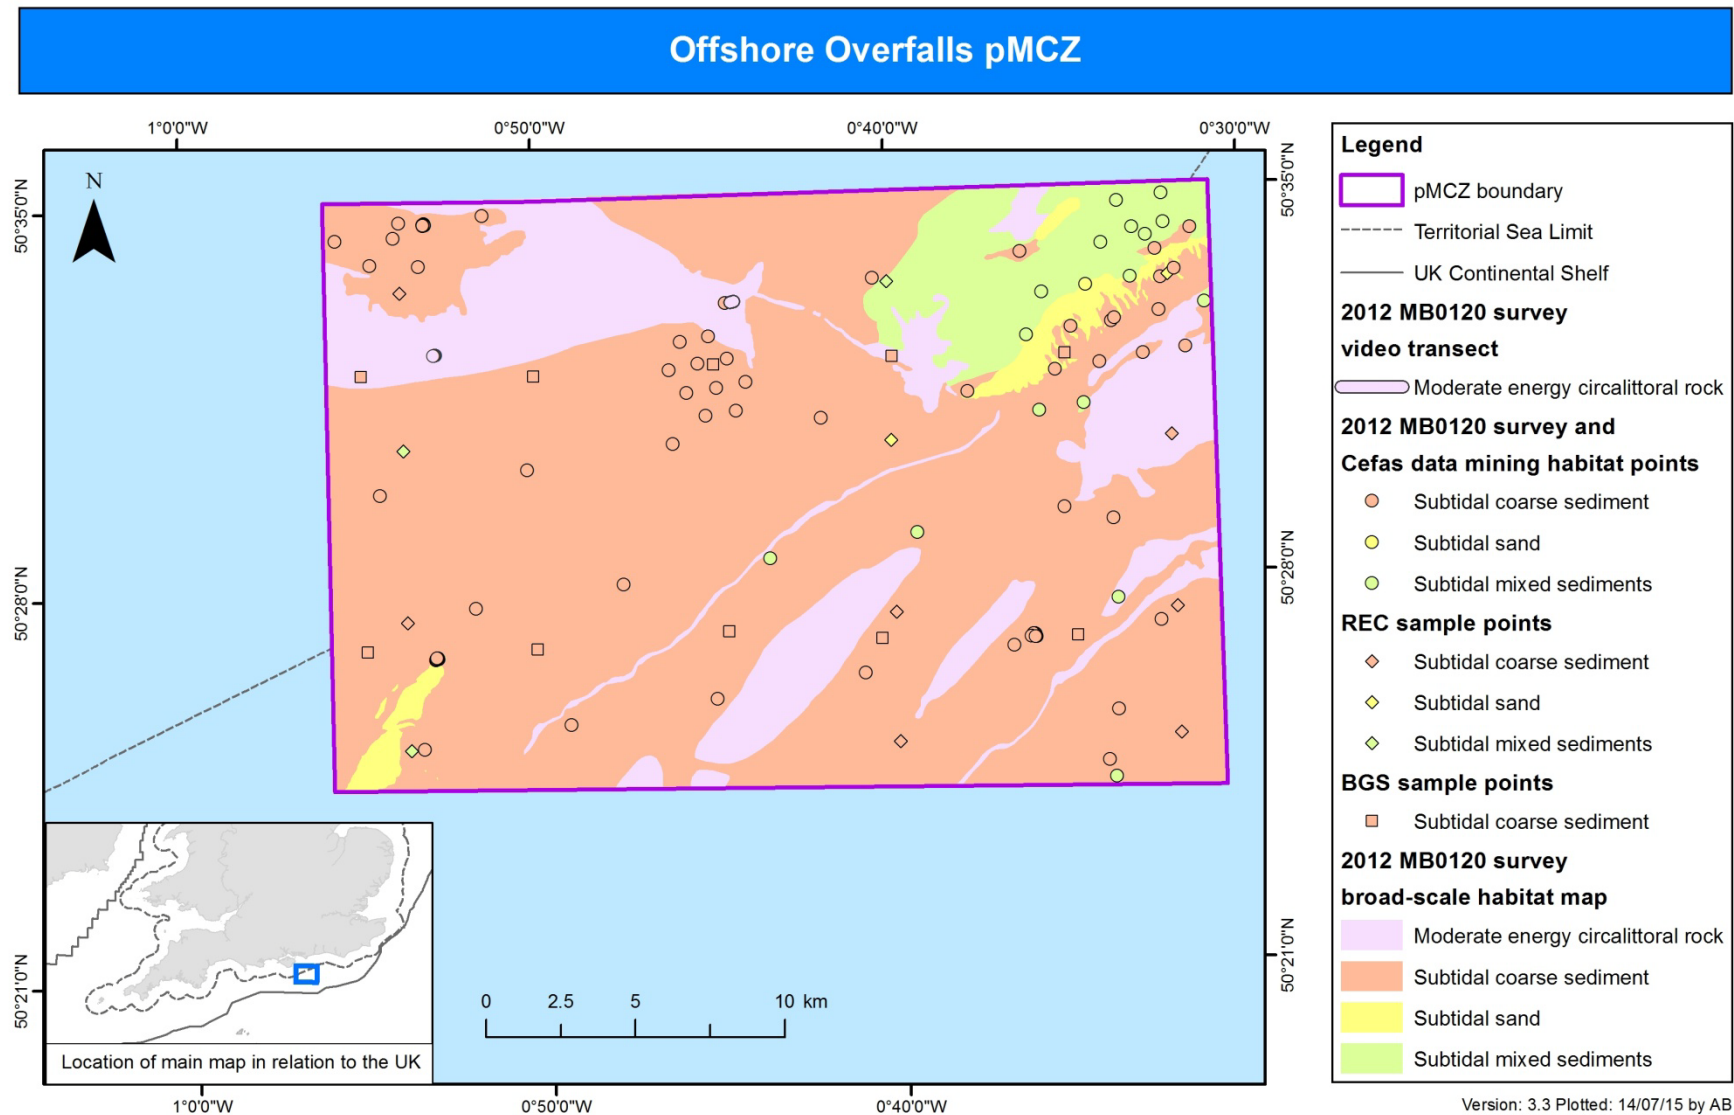 Offshore Overfalls pMCZ
1°0'0"W
0°50'0"W
0°40'0"W
0°30'0"W
N
50°35'0"N
50°35'0"N
50°28'0"N
50°28'0"N
50°21'0"N
50°21'0"N
0
2.5
5
10 km
Location of main map in relation to the UK
1°0'0"W
0°50'0"W
0°40'0"W
Legend
pMCZ boundary
Territorial Sea Limit
UK Continental Shelf
2012 MB0120 survey
video transect
Moderate energy circalittoral rock
2012 MB0120 survey and
Cefas data mining habitat points
Subtidal coarse sediment
Subtidal sand
Subtidal mixed sediments
REC sample points
Subtidal coarse sediment
Subtidal sand
Subtidal mixed sediments
BGS sample points
Subtidal coarse sediment
2012 MB0120 survey
broad-scale habitat map
Moderate energy circalittoral rock
Subtidal coarse sediment
Subtidal sand
Subtidal mixed sediments
Version: 3.3 Plotted: 14/07/15 by AB